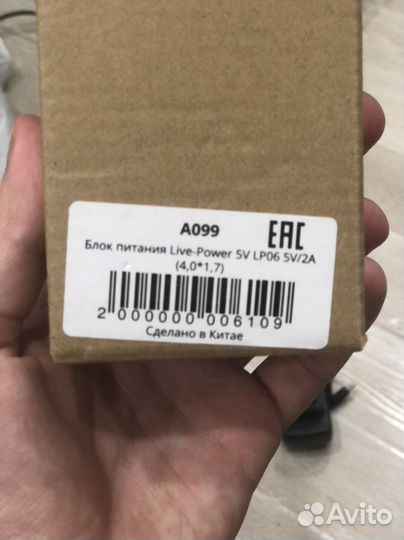 A099
EAC
Блок питания Live-Power 5V LP06 5V/2A
(4,0*1,7)
2 000000 006109
Сделано в Китае
Avito